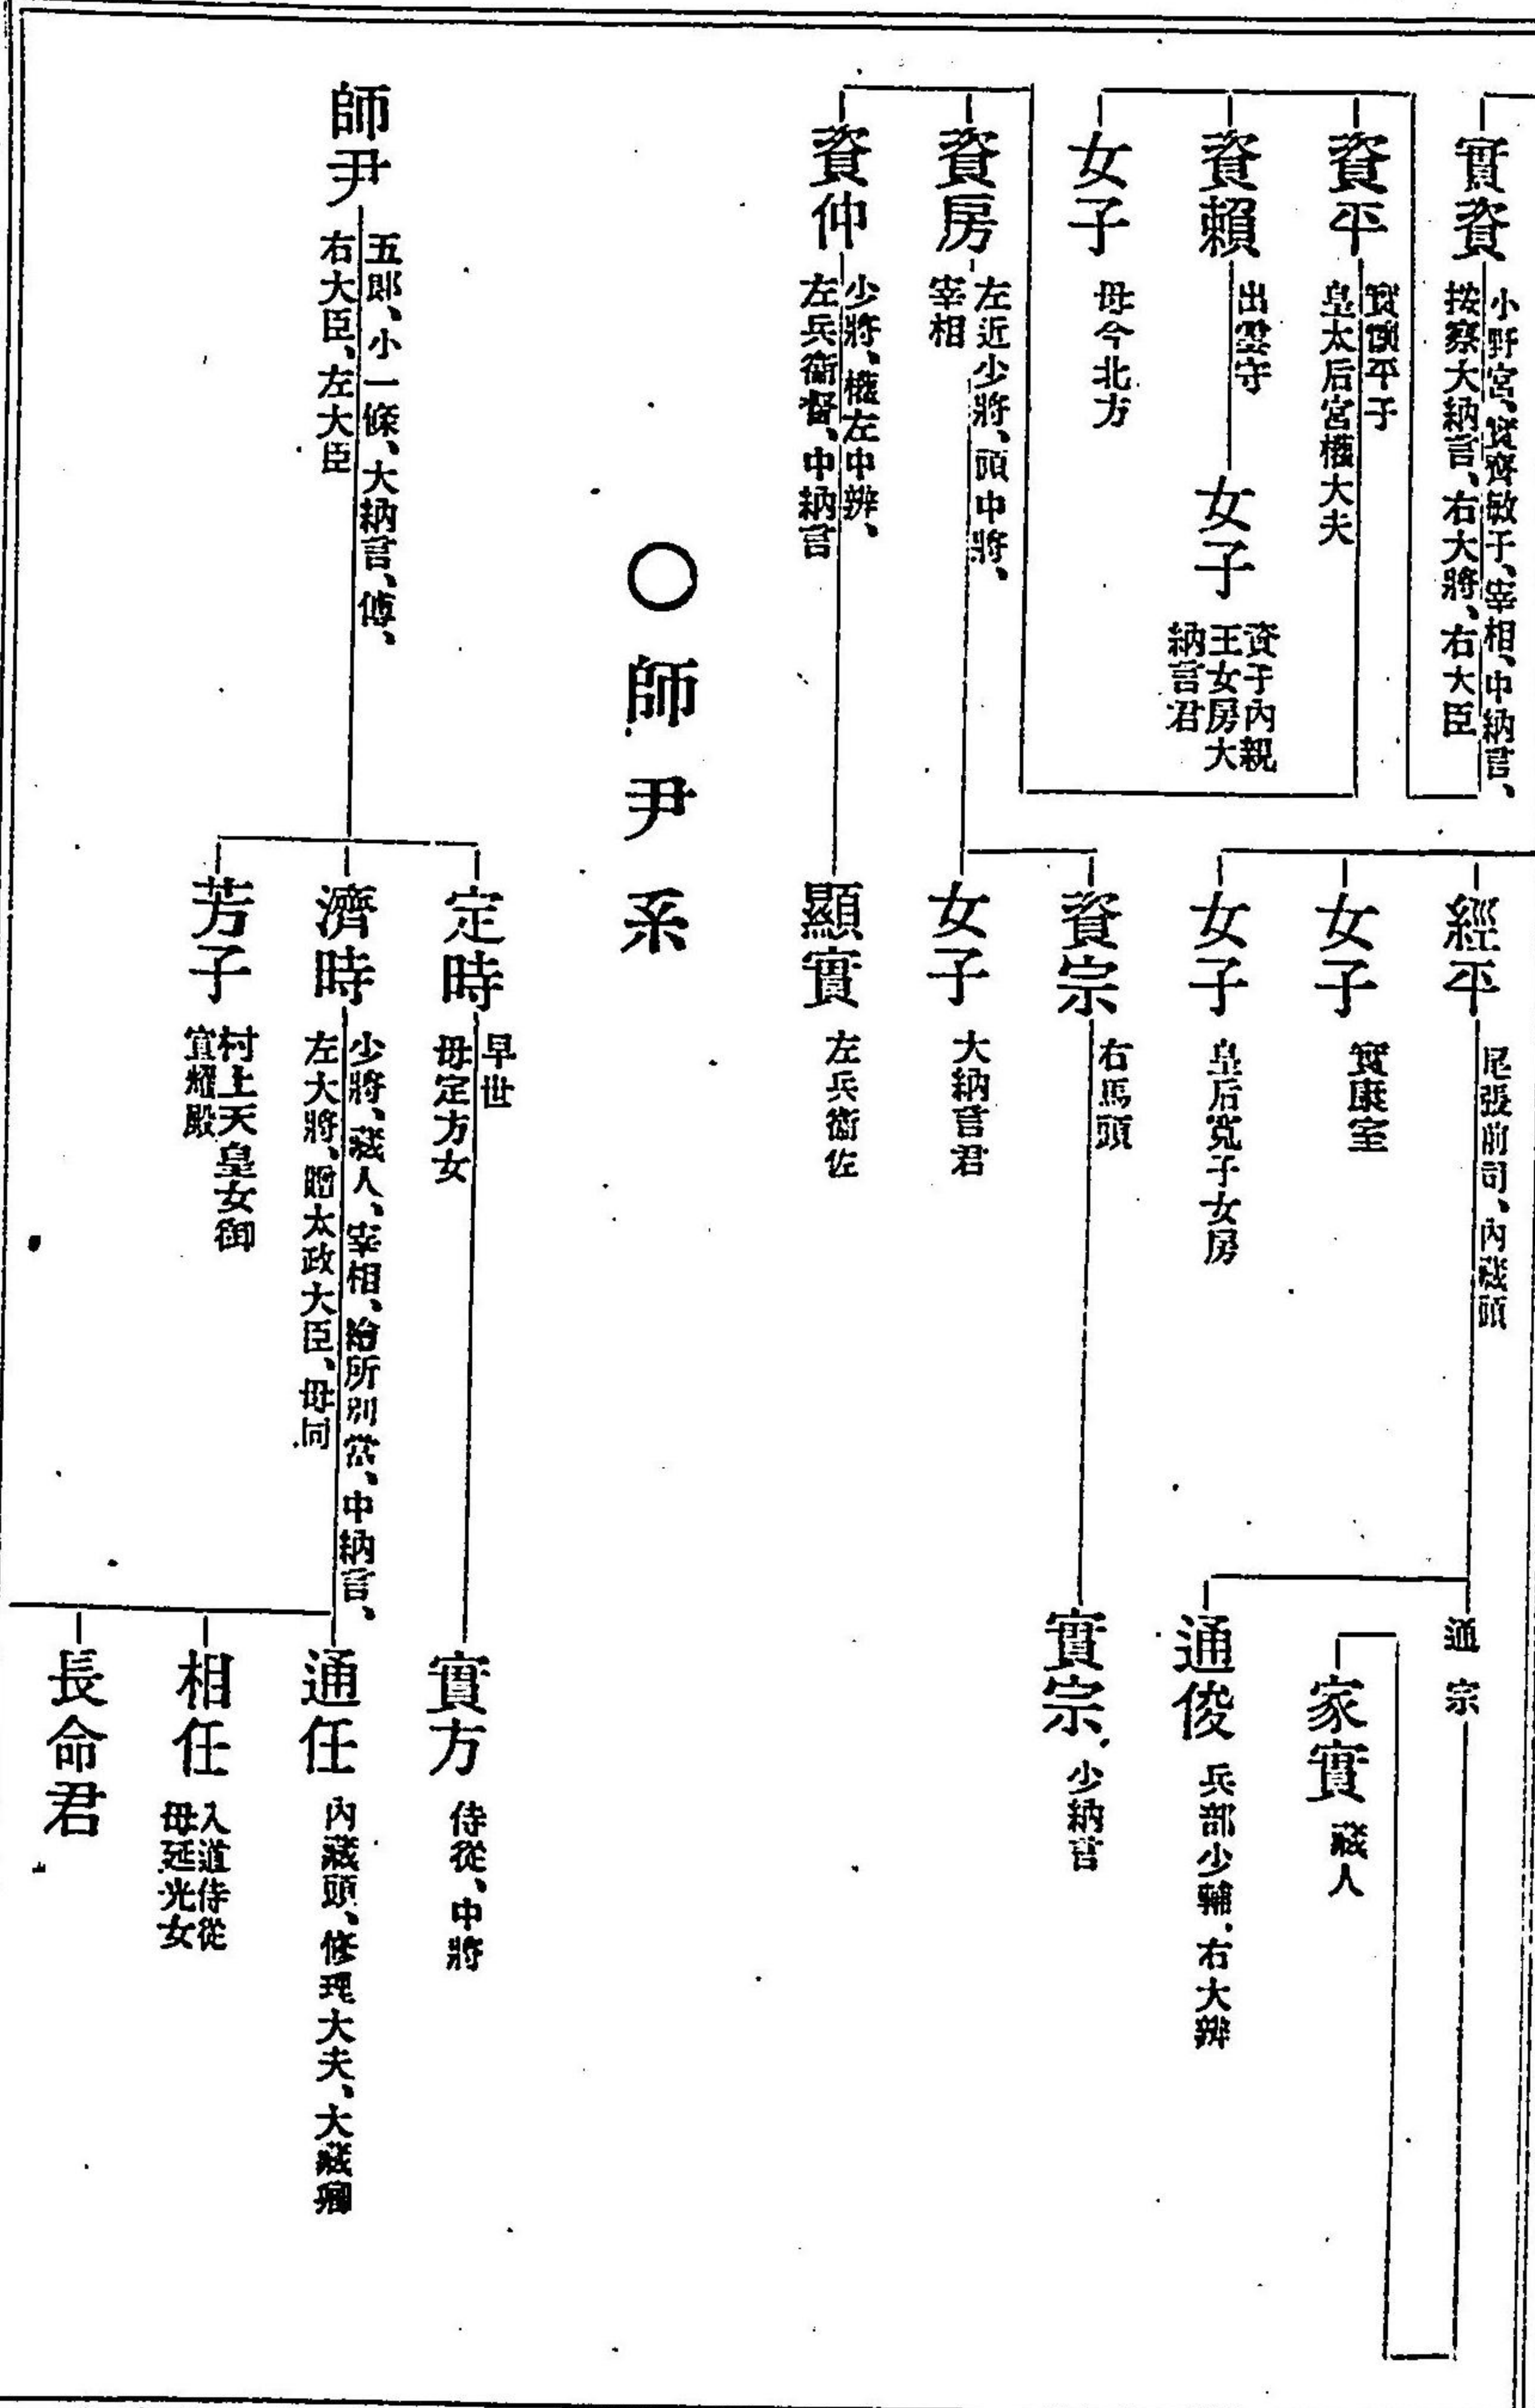 實資
小野宮、實齊敏子、宰相、中納言、
按察大納言、右大將、右大臣
資平
實懷平子
皇太后宮權大夫
資賴
出雲守
女子
資子內親
王女房大
納言君
女子
母今北方
資房
左近少將、頭中將、
宰相
資仲
少將、權左中辨、
左兵衞督、中納言
經平
尾張前司、內藏頭
女子
實康室
女子
皇后寬子女房
資宗
右馬頭
女子
大納言君
顯實
左兵衞佐
通宗
家實
藏人
通俊
兵部少輔、右大辨
實宗
少納言
〇師尹系
師尹
五郎、小一條、大納言、傅、
右大臣、左大臣
定時
早世
母定方女
濟時
少將、藏人、宰相、給所別當、中納言、
左大將、贈太政大臣、母同
芳子
村上天皇女御
宣耀殿
實方
侍從、中將
通任
內藏頭、修理大夫、大藏卿
相任
入道侍從
母延光女
長命君